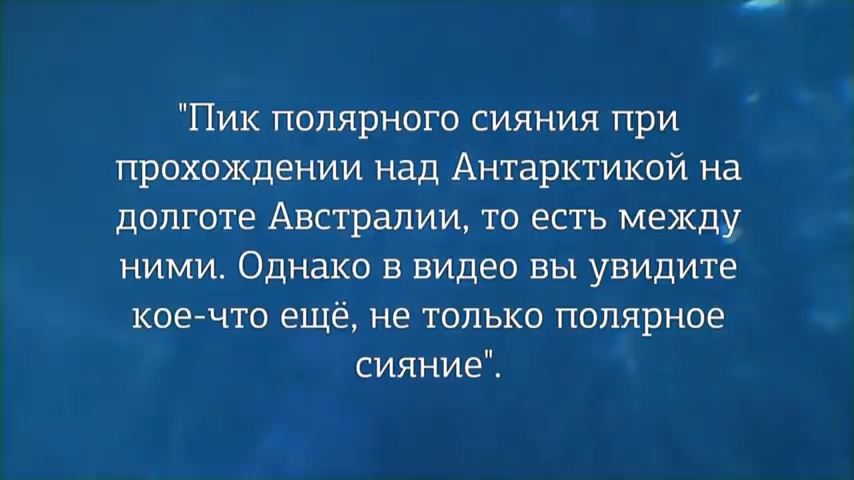 "Пик полярного сияния при
прохождении над Антарктикой на
долготе Австралии, то есть между
ними. Однако в видео вы увидите
кое-что ещё, не только полярное
сияние".